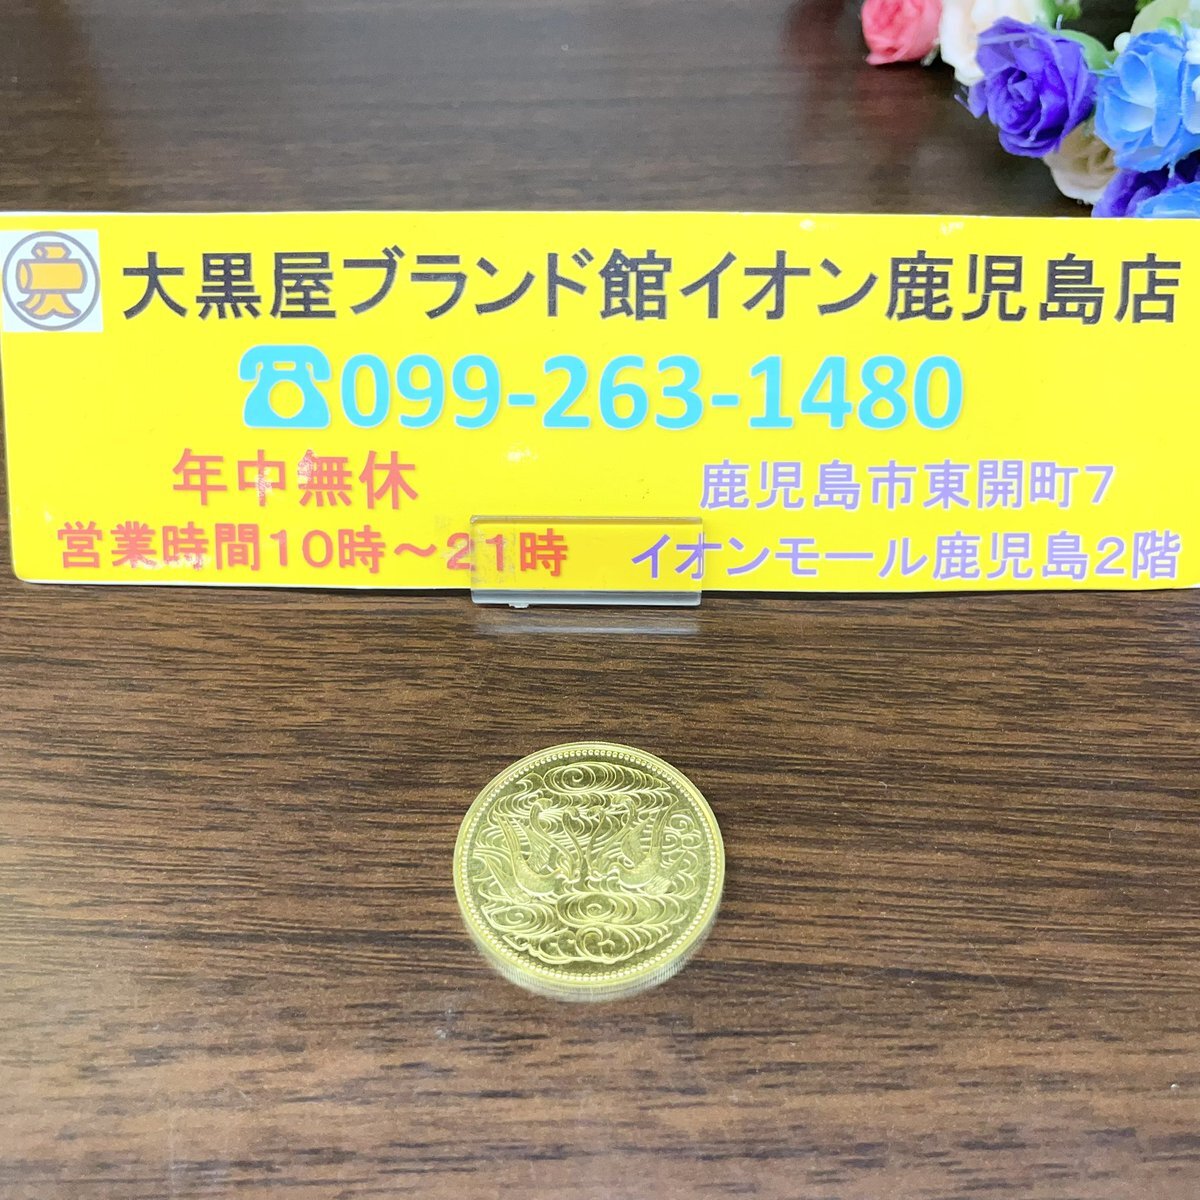 大黒屋ブランド館イオン鹿児島店
☎099-263-1480
年中無休
営業時間10時～21時
鹿児島市東開町7
イオンモール鹿児島2階